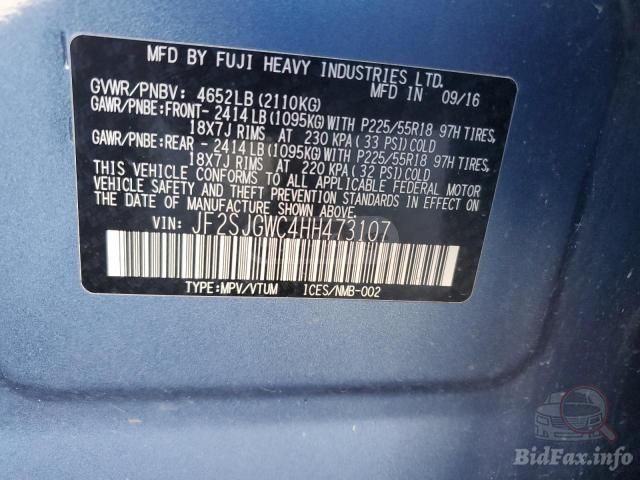 MFD BY FUJI HEAVY INDUSTRIES LTD.
MFD IN 09/16
GVWR/PNBV: 4652LB (2110KG)
GAWR/PNBE:FRONT- 2414LB (1095KG) WITH P225/55R18 97H TIRES,
18X7J RIMS AT 230 KPA (33 PSI) COLD
GAWR/PNBE:REAR - 2414LB (1095KG) WITH P225/55R18 97H TIRES,
18X7J RIMS AT 220 KPA (32 PSI) COLD
THIS VEHICLE CONFORMS TO ALL APPLICABLE FEDERAL MOTOR
VEHICLE SAFETY AND THEFT PREVENTION STANDARDS IN EFFECT ON
THE DATE OF MANUFACTURE SHOWN ABOVE.
VIN: JF2SJGWC4HH473107
TYPE:MPV/VTUM ICES/NMB-002
BidFax.info